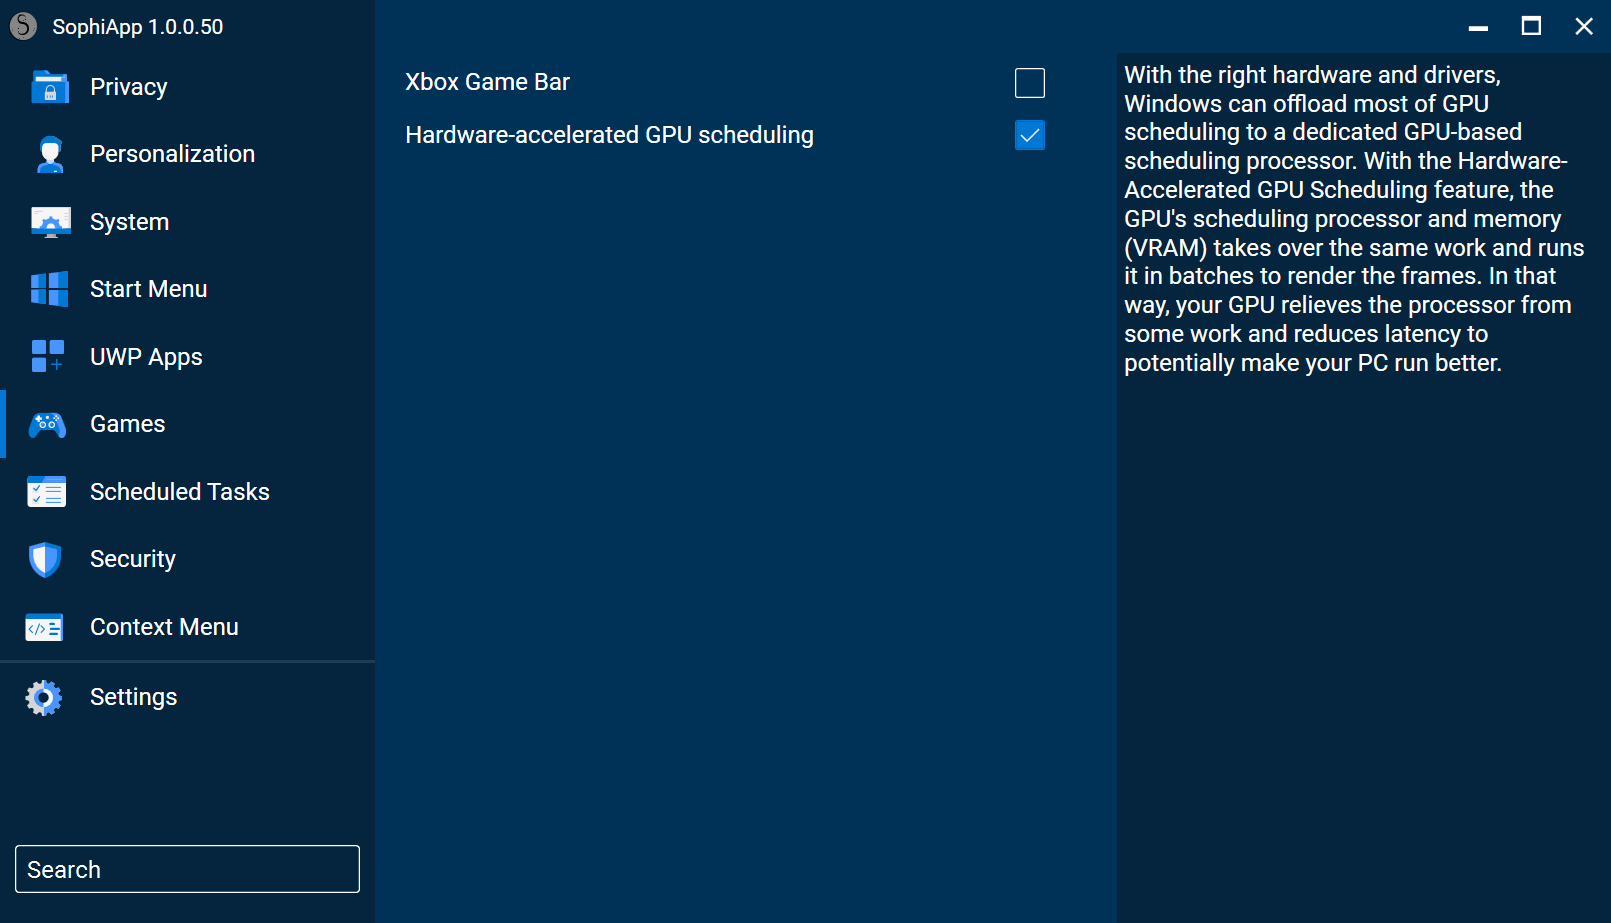 SophiApp 1.0.0.50
Privacy
Personalization
System
Start Menu
UWP Apps
Games
Scheduled Tasks
Security
Context Menu
Settings
Search
Xbox Game Bar
Hardware-accelerated GPU scheduling
With the right hardware and drivers,
Windows can offload most of GPU
scheduling to a dedicated GPU-based
scheduling processor. With the Hardware-
Accelerated GPU Scheduling feature, the
GPU's scheduling processor and memory
(VRAM) takes over the same work and runs
it in batches to render the frames. In that
way, your GPU relieves the processor from
some work and reduces latency to
potentially make your PC run better.